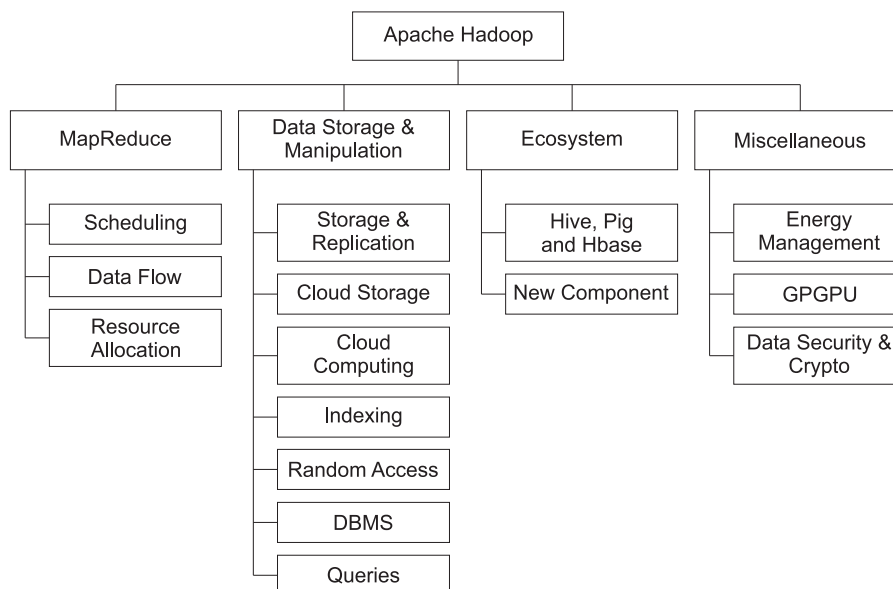 Apache Hadoop
MapReduce
Scheduling
Data Flow
Resource
Allocation
Data Storage &
Manipulation
Storage &
Replication
Cloud Storage
Cloud
Computing
Indexing
Random Access
DBMS
Queries
Ecosystem
Hive, Pig
and Hbase
New Component
Miscellaneous
Energy
Management
GPGPU
Data Security &
Crypto